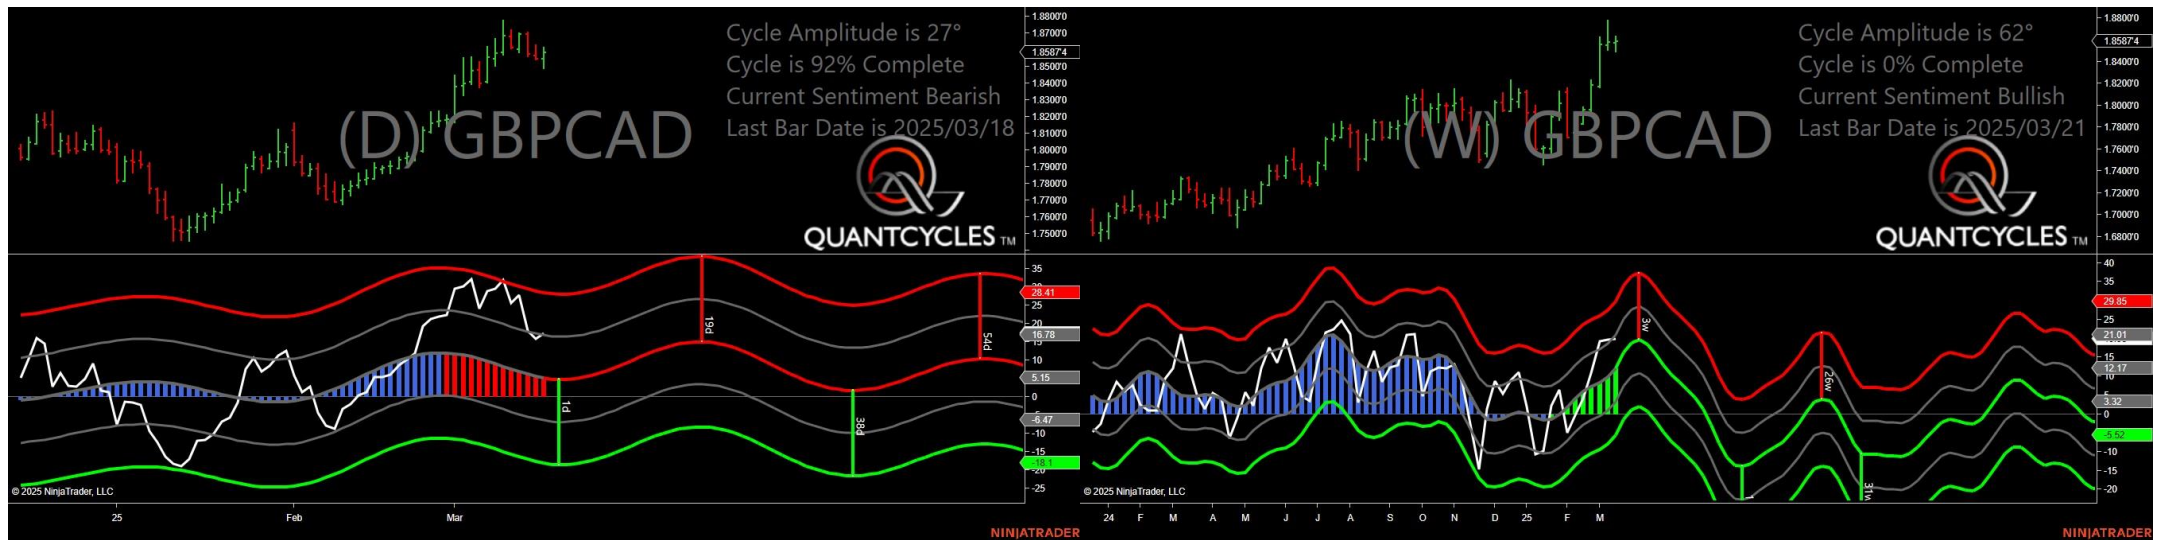 (D) GBPCAD
Cycle Amplitude is 27°
Cycle is 92% Complete
Current Sentiment Bearish
Last Bar Date is 2025/03/18
QUANTCYCLES TM
1.8800'0
1.8700'0
1.8587'4
1.8500'0
1.8400'0
1.8300'0
1.8200'0
1.8100'0
1.8000'0
1.7900'0
1.7800'0
1.7700'0
1.7600'0
1.7500'0
35
28.41
25
20
16.78
15
10
5.15
0
-6.47
-10
-15
-18.1
-20
-25
19d
54d
1d
38d
© 2025 NinjaTrader, LLC
25 Feb Mar
NINJATRADER
(W) GBPCAD
Cycle Amplitude is 62°
Cycle is 0% Complete
Current Sentiment Bullish
Last Bar Date is 2025/03/21
QUANTCYCLES TM
1.8800'0
1.8587'4
1.8400'0
1.8200'0
1.8000'0
1.7800'0
1.7600'0
1.7400'0
1.7200'0
1.7000'0
1.6800'0
40
35
29.85
25
21.01
15
12.17
10
5
3.32
0
-5.52
-10
-15
-20
3w
26w
31w
© 2025 NinjaTrader, LLC
24 F M A M J J A S O N D 25 F M
NINJATRADER